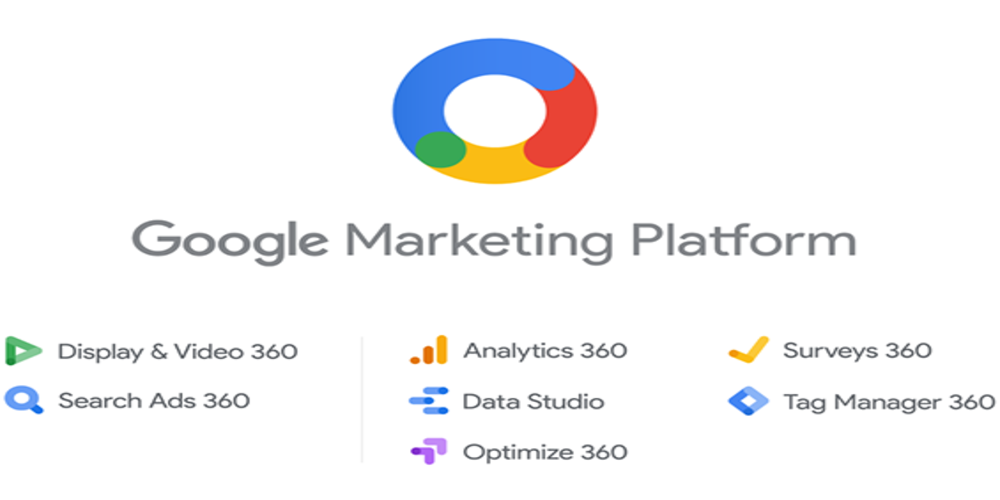 Google Marketing Platform
Display & Video 360
Search Ads 360
Analytics 360
Data Studio
Optimize 360
Surveys 360
Tag Manager 360